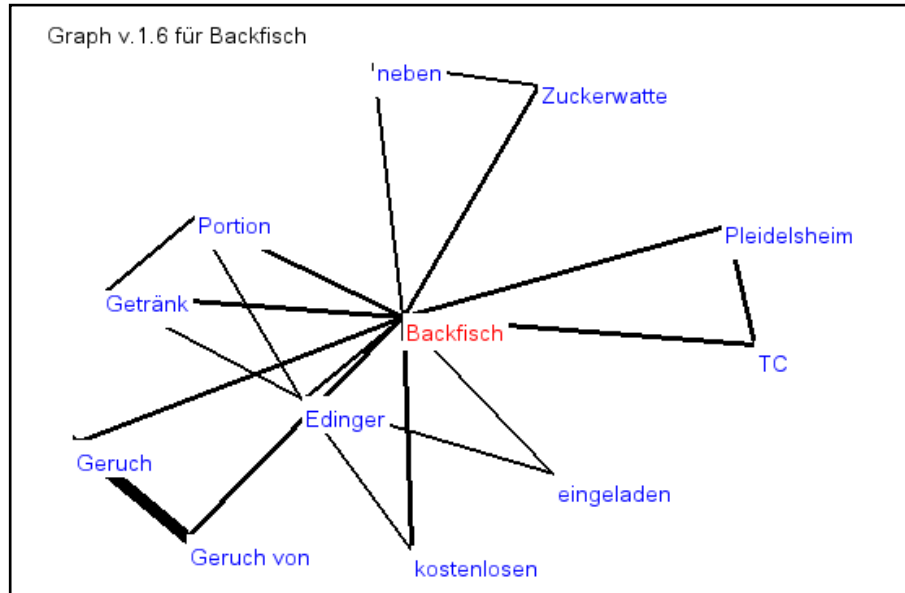 Graph v.1.6 für Backfisch
neben
Zuckerwatte
Portion
Pleidelsheim
Getränk
Backfisch
TC
Edinger
Geruch
eingeladen
Geruch von
kostenlosen